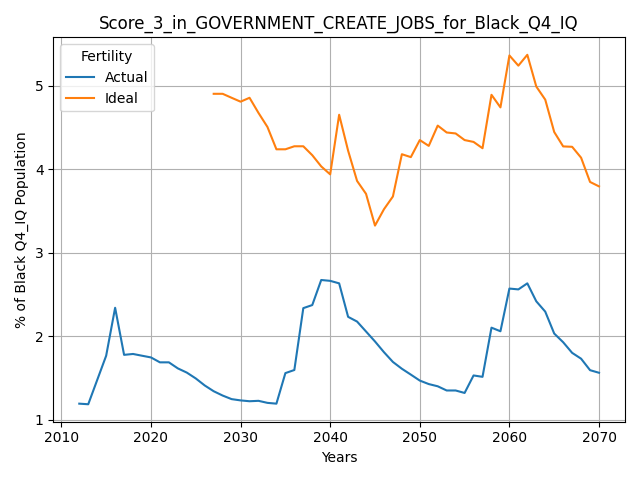 Score_3_in_GOVERNMENT_CREATE_JOBS_for_Black_Q4_IQ
Fertility
Actual
Ideal
% of Black Q4_IQ Population
5
4
3
2
1
2010 2020 2030 2040 2050 2060 2070
Years